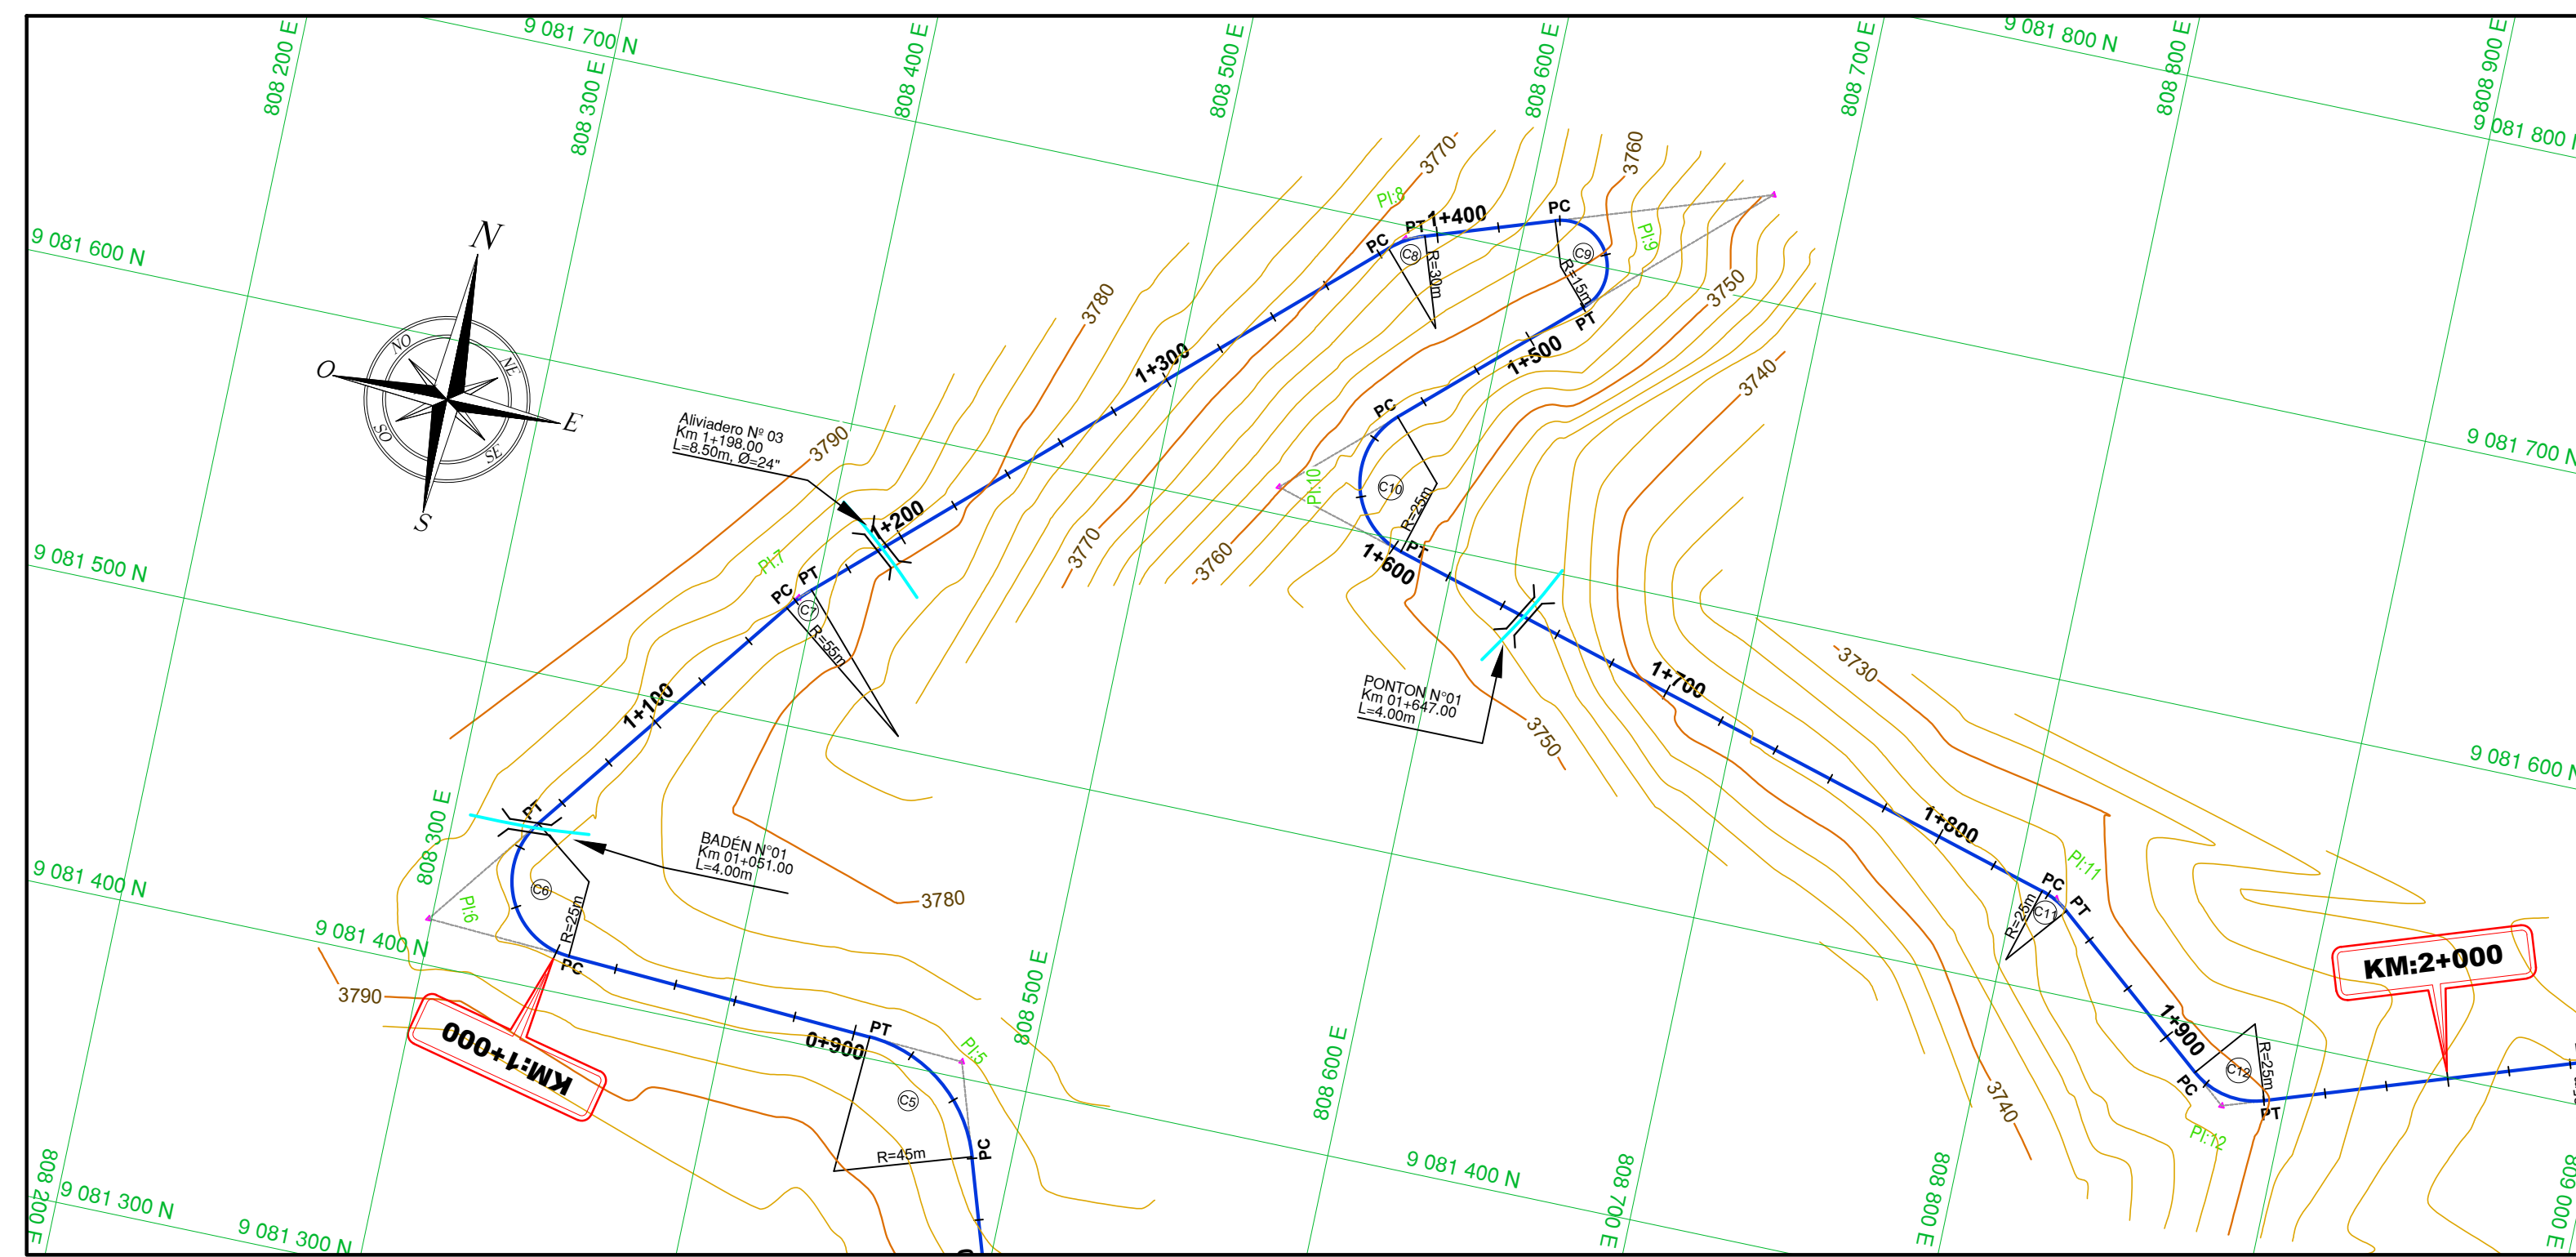 808 200 E
9 081 700 N
808 300 E
808 400 E
808 500 E
808 600 E
808 700 E
9 081 800 N
808 800 E
808 900 E
9 081 800 N
3770
3760
PI:8
PC
PT
1+400
PC
C8
R=30m
C9
R=15m
PI:9
PT
3750
9 081 600 N
N
NO
NE
O
E
SO
SE
S
3780
1+300
1+500
3740
PC
Aliviadero Nº 03
Km 1+198.00
L=8.50m, Ø=24"
3790
1+200
PI:10
C10
R=25m
PT
1+600
9 081 700 N
9 081 500 N
PI:7
PC
PT
C7
R=55m
3770
3760
1+100
PONTON N°01
Km 01+647.00
L=4.00m
3750
1+700
3730
9 081 600 N
808 300 E
PT
BADÉN N°01
Km 01+051.00
L=4.00m
C6
R=25m
PI:6
PC
3780
1+800
PI:11
PC
PT
C11
R=25m
9 081 400 N
9 081 400 N
3790
KM:1+000
0+900
PT
PI:5
C5
R=45m
PC
808 500 E
808 600 E
KM:2+000
1+900
PC
C12
R=25m
PT
PI:12
3740
9 081 400 N
808 200 E
9 081 300 N
9 081 300 N
808 700 E
808 800 E
809 000 E